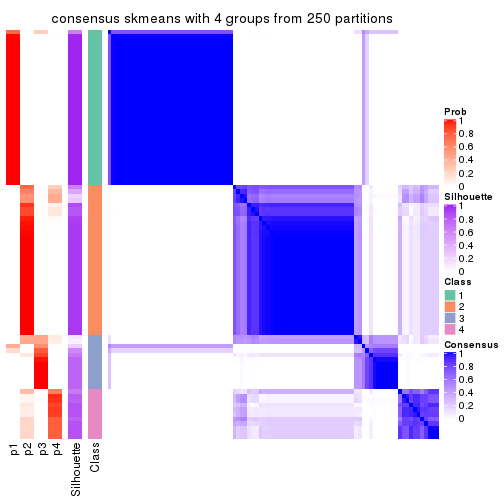 consensus skmeans with 4 groups from 250 partitions
Prob
1
0.8
0.6
0.4
0.2
0
Silhouette
1
0.8
0.6
0.4
0.2
0
Class
1
2
3
4
Consensus
1
0.8
0.6
0.4
0.2
0
p1
p2
p3
p4
Silhouette
Class